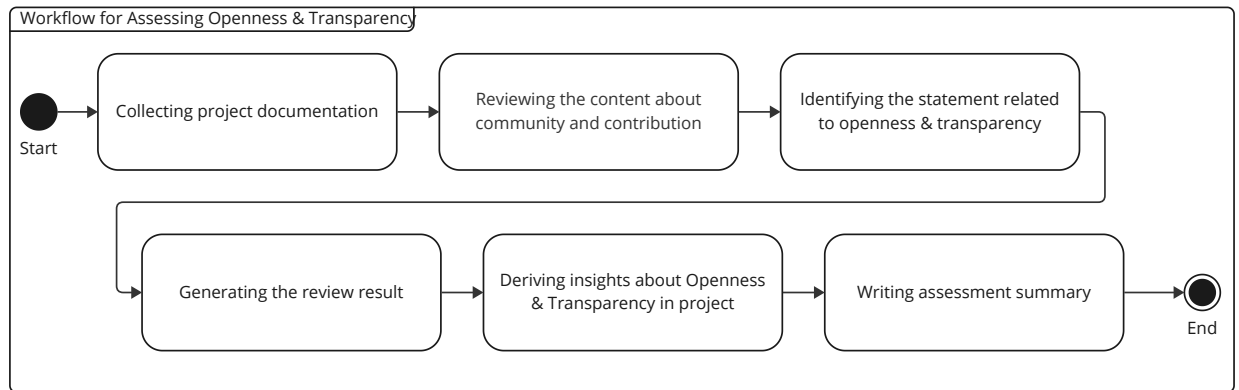 Workflow for Assessing Openness & Transparency
Collecting project documentation
Reviewing the content about
community and contribution
Identifying the statement related
to openness & transparency
Start
Generating the review result
Deriving insights about Openness
& Transparency in project
Writing assessment summary
End